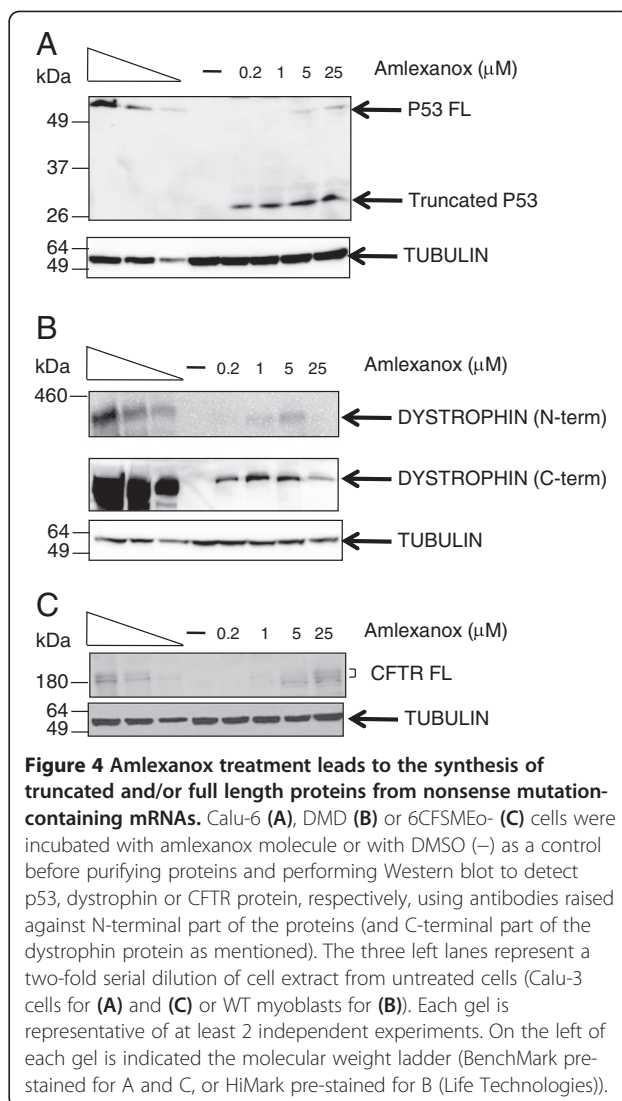 A
kDa
— 0.2 1 5 25 Amlexanox (μM)
49
P53 FL
37
26
Truncated P53
64
49
TUBULIN
B
kDa
— 0.2 1 5 25 Amlexanox (μM)
460
DYSTROPHIN (N-term)
DYSTROPHIN (C-term)
64
49
TUBULIN
C
kDa
— 0.2 1 5 25 Amlexanox (μM)
180
CFTR FL
64
49
TUBULIN
Figure 4 Amlexanox treatment leads to the synthesis of
truncated and/or full length proteins from nonsense mutation-
containing mRNAs. Calu-6 (A), DMD (B) or 6CFSMEo- (C) cells were
incubated with amlexanox molecule or with DMSO (−) as a control
before purifying proteins and performing Western blot to detect
p53, dystrophin or CFTR protein, respectively, using antibodies raised
against N-terminal part of the proteins (and C-terminal part of the
dystrophin protein as mentioned). The three left lanes represent a
two-fold serial dilution of cell extract from untreated cells (Calu-3
cells for (A) and (C) or WT myoblasts for (B)). Each gel is
representative of at least 2 independent experiments. On the left of
each gel is indicated the molecular weight ladder (BenchMark pre-
stained for A and C, or HiMark pre-stained for B (Life Technologies)).